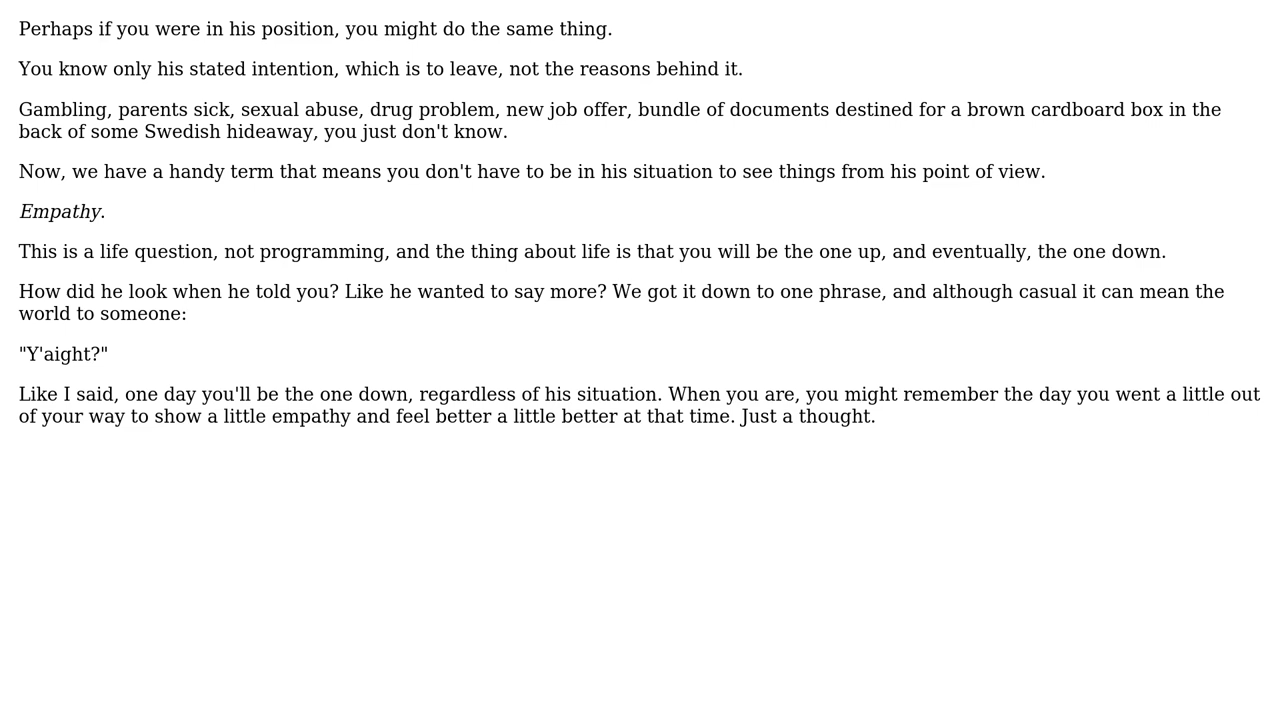 Perhaps if you were in his position, you might do the same thing.
You know only his stated intention, which is to leave, not the reasons behind it.
Gambling, parents sick, sexual abuse, drug problem, new job offer, bundle of documents destined for a brown cardboard box in the
back of some Swedish hideaway, you just don't know.
Now, we have a handy term that means you don't have to be in his situation to see things from his point of view.
Empathy.
This is a life question, not programming, and the thing about life is that you will be the one up, and eventually, the one down.
How did he look when he told you? Like he wanted to say more? We got it down to one phrase, and although casual it can mean the
world to someone:
"Y'aight?"
Like I said, one day you'll be the one down, regardless of his situation. When you are, you might remember the day you went a little out
of your way to show a little empathy and feel better a little better at that time. Just a thought.